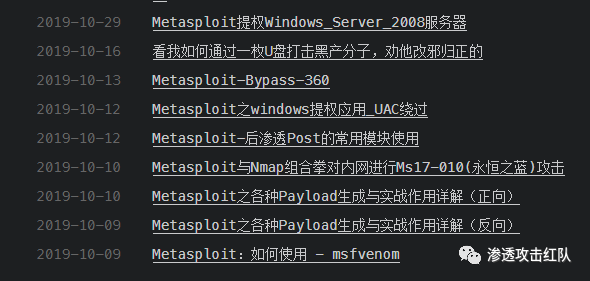 2019-10-29 Metasploit提权Windows_Server_2008服务器
2019-10-16 看我如何通过一枚U盘打击黑产分子，劝他改邪归正的
2019-10-13 Metasploit-Bypass-360
2019-10-12 Metasploit之windows提权应用_UAC绕过
2019-10-12 Metasploit-后渗透Post的常用模块使用
2019-10-10 Metasploit与Nmap组合拳对内网进行Ms17-010(永恒之蓝)攻击
2019-10-10 Metasploit之各种Payload生成与实战作用详解（正向）
2019-10-09 Metasploit之各种Payload生成与实战作用详解（反向）
2019-10-09 Metasploit：如何使用 - msfvenom
渗透攻击红队